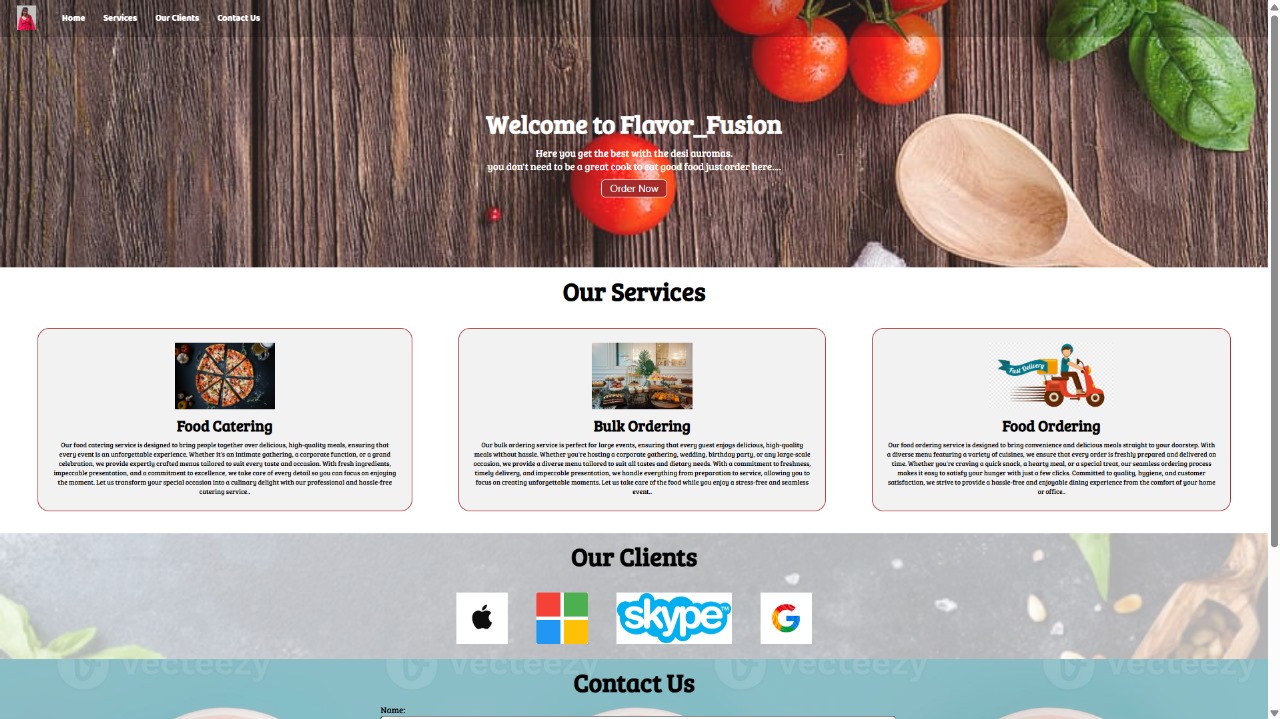 Home Services Our Clients Contact Us
Welcome to Flavor_Fusion
Here you get the best with the desi auromas.
you don't need to be a great cook to eat good food just order here....
Order Now
Our Services
Fast Delivery
Food Catering
Our food catering service is designed to bring people together over delicious, high-quality meals, ensuring that
every event is an unforgettable experience. Whether it's an intimate gathering, a corporate function, or a grand
celebration, we provide expertly crafted menus tailored to suit every taste and occasion. With fresh ingredients,
impeccable presentation, and a commitment to excellence, we take care of every detail so you can focus on enjoying
the moment. Let us transform your special occasion into a culinary delight with our professional and hassle-free
catering service..
Bulk Ordering
Our bulk ordering service is perfect for large events, ensuring that every guest enjoys delicious, high-quality
meals without hassle. Whether you're hosting a corporate gathering, wedding, birthday party, or any large-scale
occasion, we provide a diverse menu tailored to suit all tastes and dietary needs. With a commitment to freshness,
timely delivery, and impeccable presentation, we handle everything from preparation to service, allowing you to
focus on creating unforgettable moments. Let us take care of the food while you enjoy a stress-free and seamless
event..
Food Ordering
Our food ordering service is designed to bring convenience and delicious meals straight to your doorstep. With
a diverse menu featuring a variety of cuisines, we ensure that every order is freshly prepared and delivered on
time. Whether you're craving a quick snack, a hearty meal, or a special treat, our seamless ordering process
makes it easy to satisfy your hunger with just a few clicks. Committed to quality, hygiene, and customer
satisfaction, we strive to provide a hassle-free and enjoyable dining experience from the comfort of your home
or office..
Our Clients
skype™
G
vecteezy vecteezy vecteezy vecteezy
Contact Us
Name: